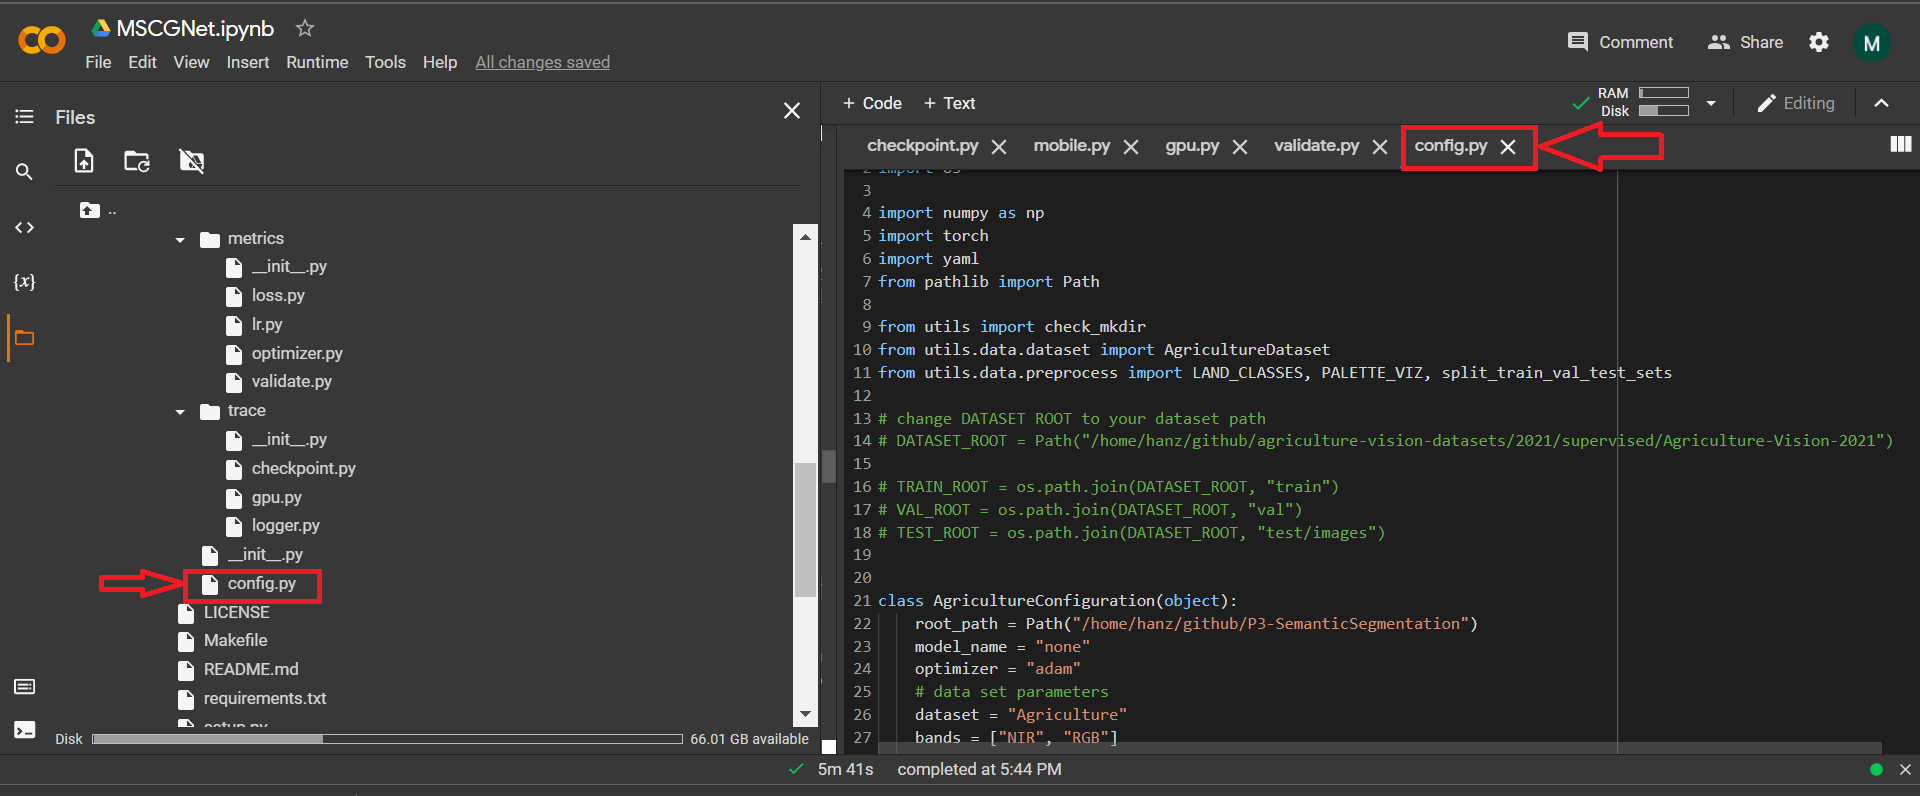 MSCGNet.ipynb
File Edit View Insert Runtime Tools Help All changes saved
Comment Share M
Files
+ Code + Text
RAM
Disk
Editing
checkpoint.py
mobile.py
gpu.py
validate.py
config.py
..
metrics
__init__.py
loss.py
lr.py
optimizer.py
validate.py
trace
__init__.py
checkpoint.py
gpu.py
logger.py
__init__.py
config.py
LICENSE
Makefile
README.md
requirements.txt
setup.py
Disk 66.01 GB available
2 import os
3
4 import numpy as np
5 import torch
6 import yaml
7 from pathlib import Path
8
9 from utils import check_mkdir
10 from utils.data.dataset import AgricultureDataset
11 from utils.data.preprocess import LAND_CLASSES, PALETTE_VIZ, split_train_val_test_sets
12
13 # change DATASET ROOT to your dataset path
14 # DATASET_ROOT = Path("/home/hanz/github/agriculture-vision-datasets/2021/supervised/Agriculture-Vision-2021")
15
16 # TRAIN_ROOT = os.path.join(DATASET_ROOT, "train")
17 # VAL_ROOT = os.path.join(DATASET_ROOT, "val")
18 # TEST_ROOT = os.path.join(DATASET_ROOT, "test/images")
19
20
21 class AgricultureConfiguration(object):
22 root_path = Path("/home/hanz/github/P3-SemanticSegmentation")
23 model_name = "none"
24 optimizer = "adam"
25 # data set parameters
26 dataset = "Agriculture"
27 bands = ["NIR", "RGB"]
5m 41s completed at 5:44 PM